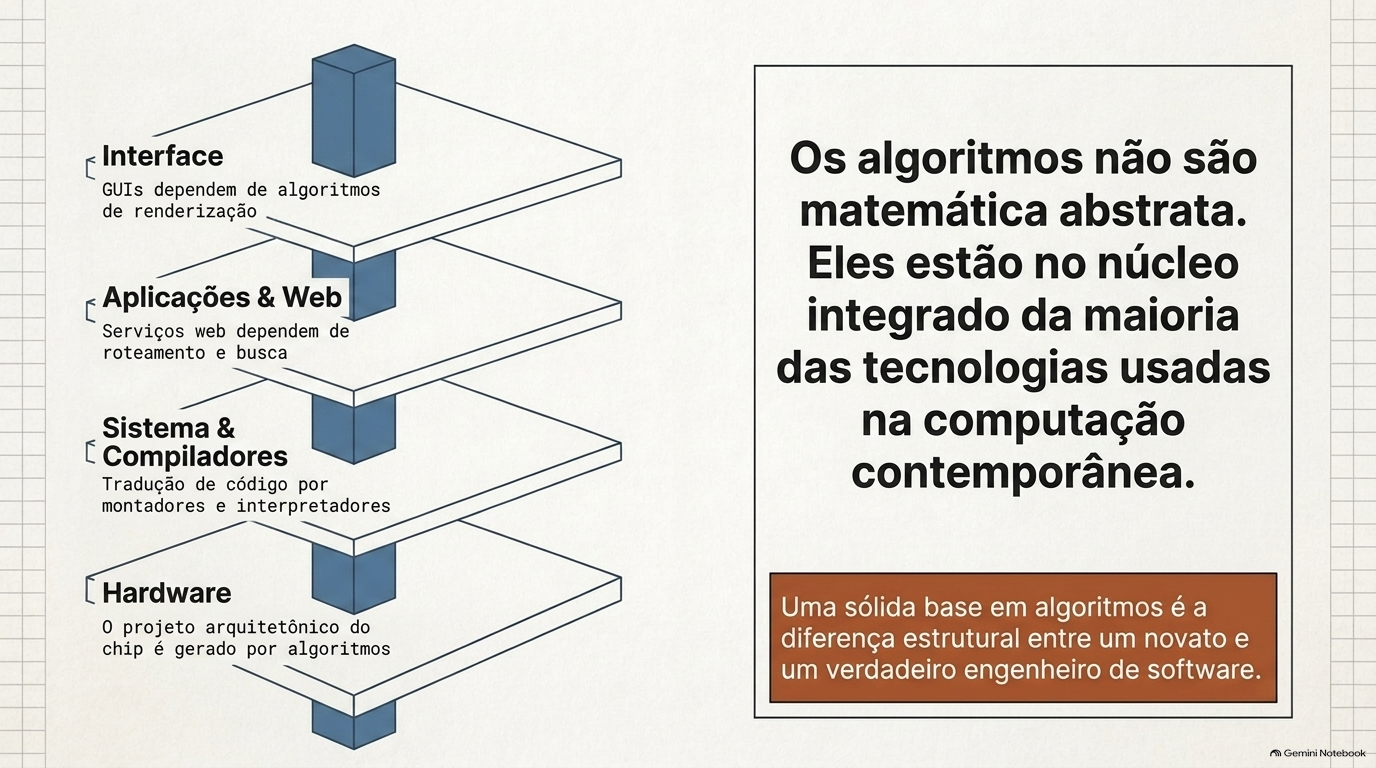 Interface
GUIs dependem de algoritmos
de renderização
Aplicações & Web
Serviços web dependem de
roteamento e busca
Sistema &
Compiladores
Tradução de código por
montadores e interpretadores
Hardware
O projeto arquitetônico do
chip é gerado por algoritmos
Os algoritmos não são
matemática abstrata.
Eles estão no núcleo
integrado da maioria
das tecnologias usadas
na computação
contemporânea.
Uma sólida base em algoritmos é a
diferença estrutural entre um novato e
um verdadeiro engenheiro de software.
Gemini Notebook